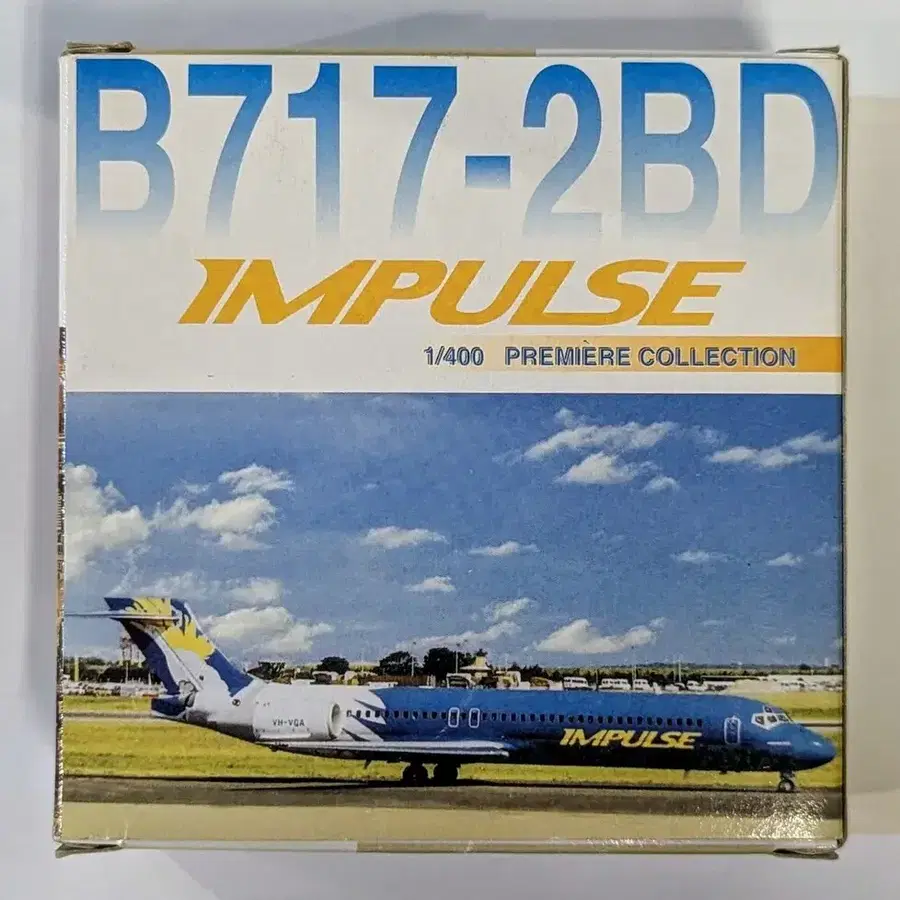 B717-2BD
IMPULSE
1/400 PREMIERE COLLECTION
VH-VQA
IMPULSE